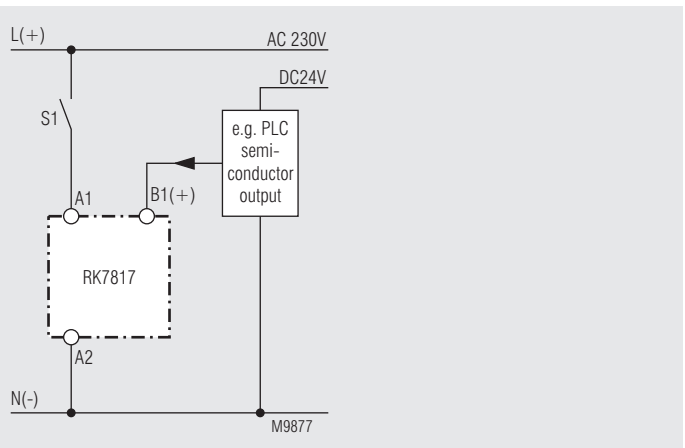 L(+)
AC 230V
DC24V
S1
e.g. PLC
semi-
conductor
output
A1
B1(+)
RK7817
A2
N(-)
M9877